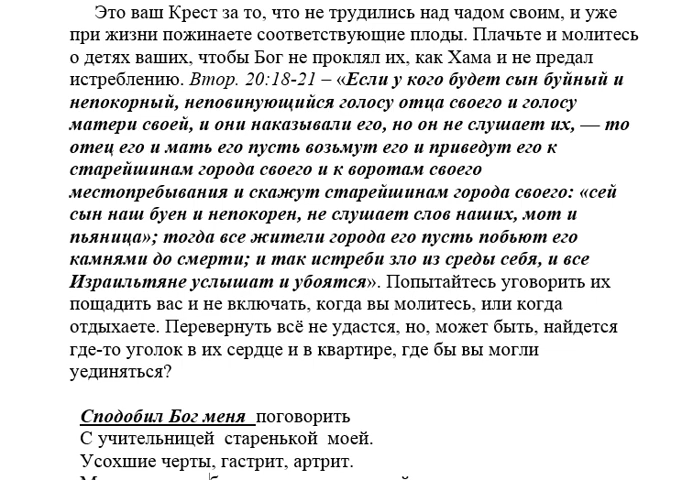 Это ваш Крест за то, что не трудились над чадом своим, и уже
при жизни пожинаете соответствующие плоды. Плачьте и молитесь
о детях ваших, чтобы Бог не проклял их, как Хама и не предал
истреблению. Втор. 20:18-21 – «Если у кого будет сын буйный и
непокорный, неповинующийся голосу отца своего и голосу
матери своей, и они наказывали его, но он не слушает их, — то
отец его и мать его пусть возьмут его и приведут его к
старейшинам города своего и к воротам своего
местопребывания и скажут старейшинам города своего: «сей
сын наш буен и непокорен, не слушает слов наших, мот и
пьяница»; тогда все жители города его пусть побьют его
камнями до смерти; и так истреби зло из среды себя, и все
Израильтяне услышат и убоятся». Попытайтесь уговорить их
пощадить вас и не включать, когда вы молитесь, или когда
отдыхаете. Перевернуть всё не удастся, но, может быть, найдется
где-то уголок в их сердце и в квартире, где бы вы могли
уединяться?
Сподобил Бог меня поговорить
С учительницей старенькой моей.
Усохшие черты, гастрит, артрит.